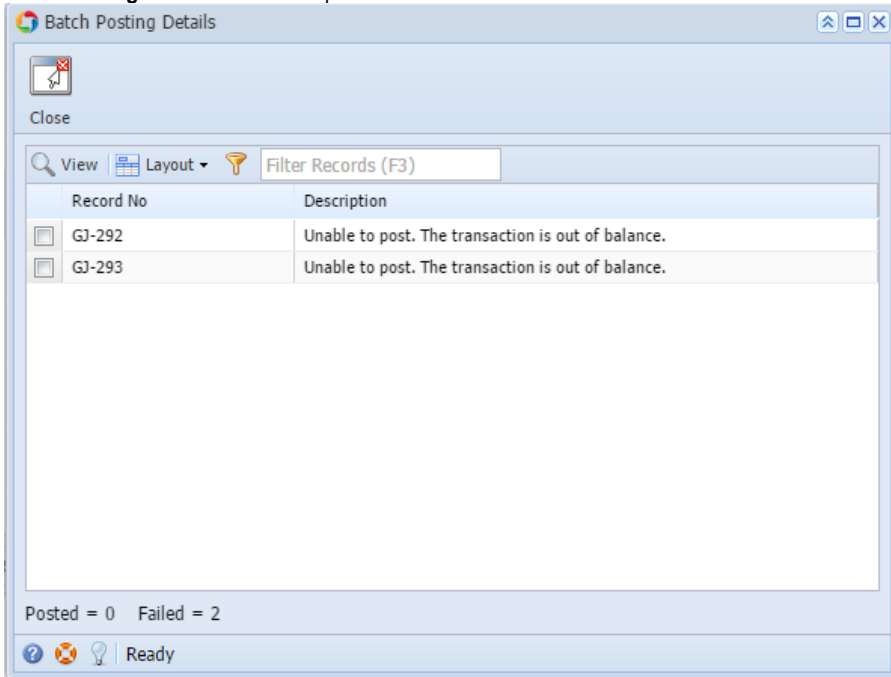 Batch Posting Details
Close
View Layout Filter Records (F3)
Record No Description
GJ-292 Unable to post. The transaction is out of balance.
GJ-293 Unable to post. The transaction is out of balance.
Posted = 0 Failed = 2
Ready